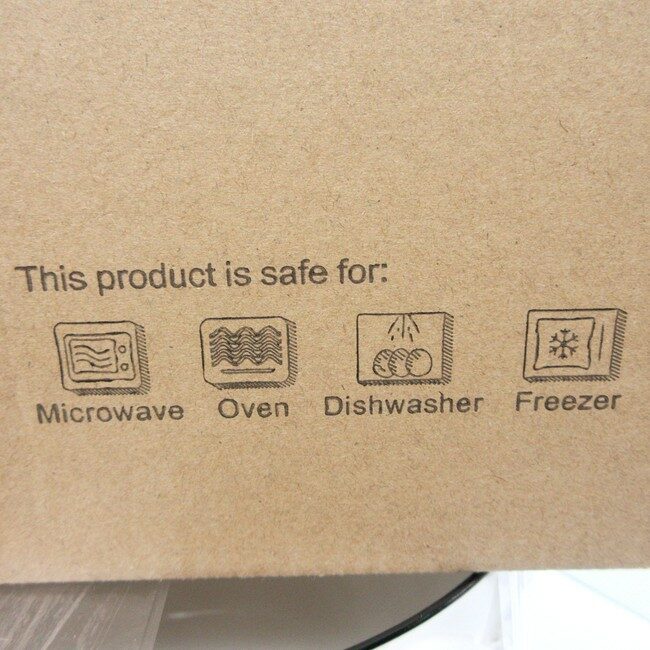 This product is safe for:
Microwave Oven Dishwasher Freezer